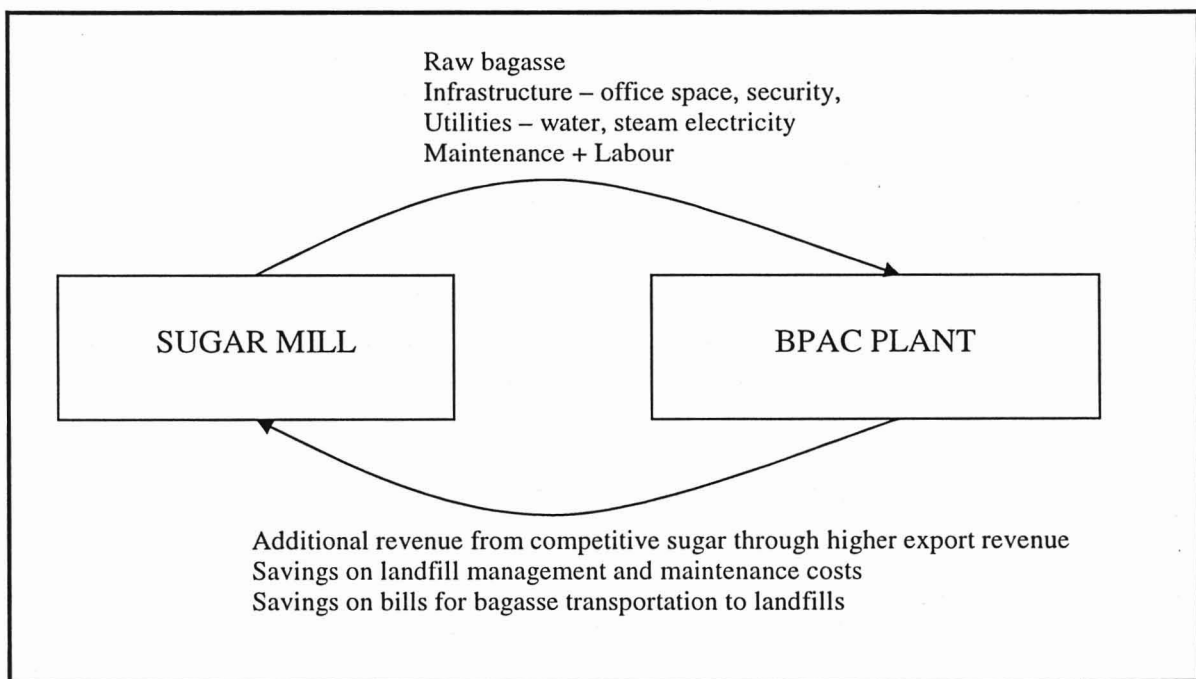 Raw bagasse
Infrastructure – office space, security,
Utilities – water, steam electricity
Maintenance + Labour
SUGAR MILL
BPAC PLANT
Additional revenue from competitive sugar through higher export revenue
Savings on landfill management and maintenance costs
Savings on bills for bagasse transportation to landfills